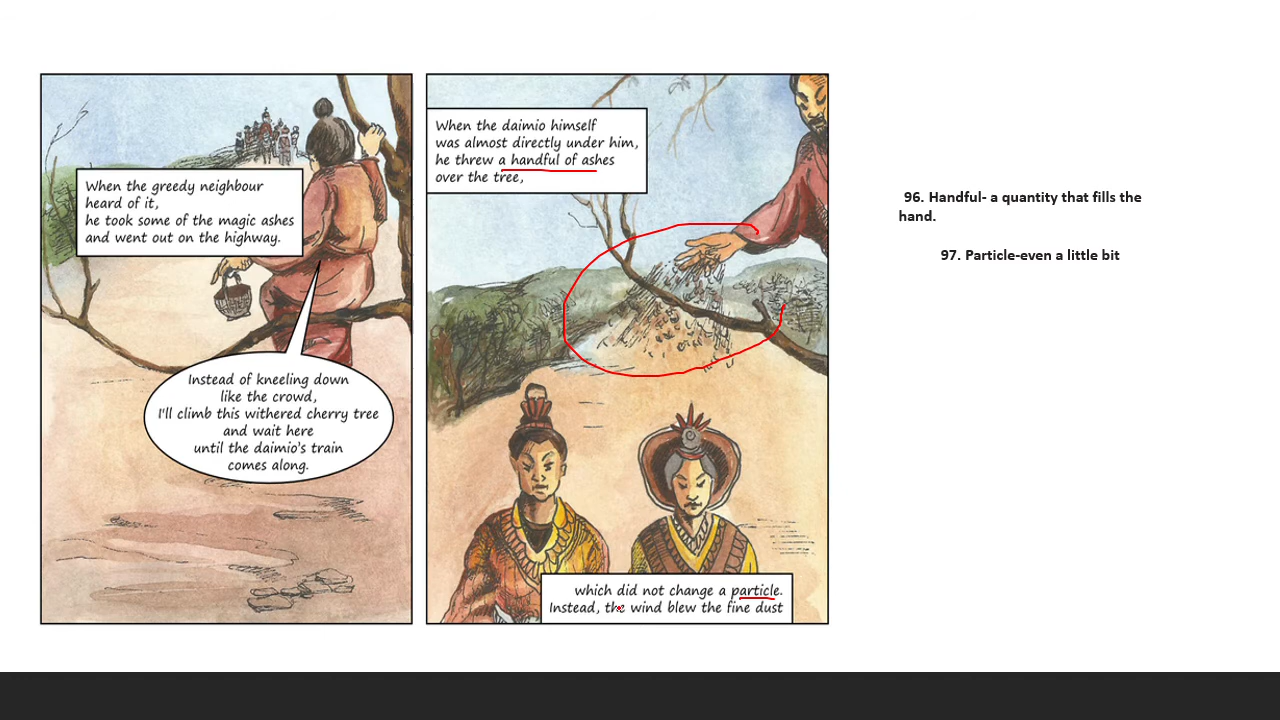 When the greedy neighbour
heard of it,
he took some of the magic ashes
and went out on the highway.
Instead of kneeling down
like the crowd,
I'll climb this withered cherry tree
and wait here
until the daimio's train
comes along.
When the daimio himself
was almost directly under him,
he threw a handful of ashes
over the tree,
which did not change a particle.
Instead, the wind blew the fine dust
96. Handful- a quantity that fills the
hand.
97. Particle-even a little bit